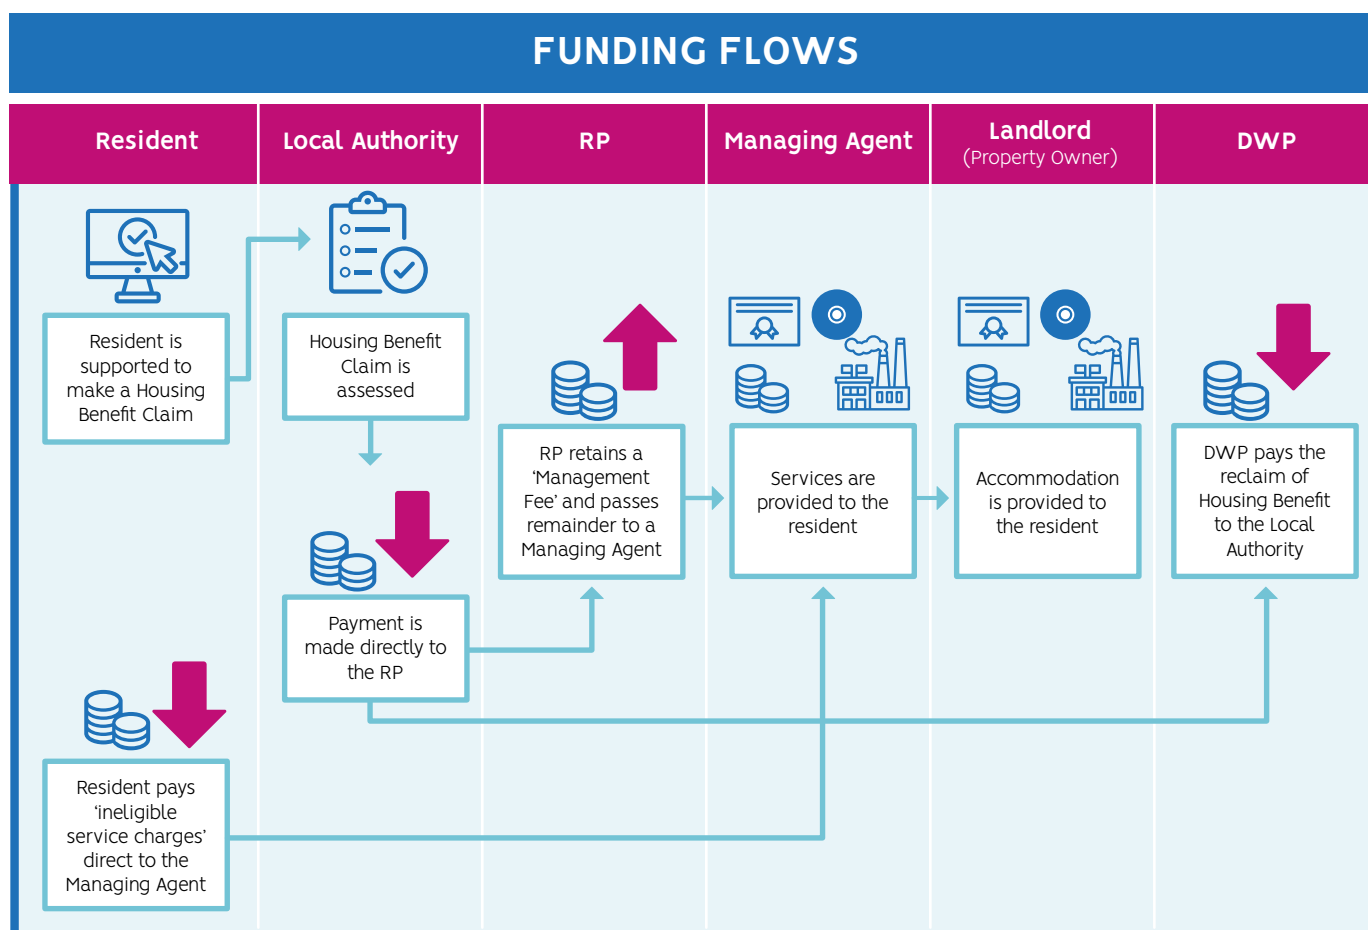 FUNDING FLOWS
Resident
Local Authority
RP
Managing Agent
Landlord
(Property Owner)
DWP
Resident is
supported to
make a Housing
Benefit Claim
Housing Benefit
Claim is
assessed
RP retains a
‘Management
Fee’ and passes
remainder to a
Managing Agent
Services are
provided to the
resident
Accommodation
is provided to
the resident
DWP pays the
reclaim of
Housing Benefit
to the Local
Authority
Payment is
made directly to
the RP
Resident pays
‘ineligible
service charges’
direct to the
Managing Agent